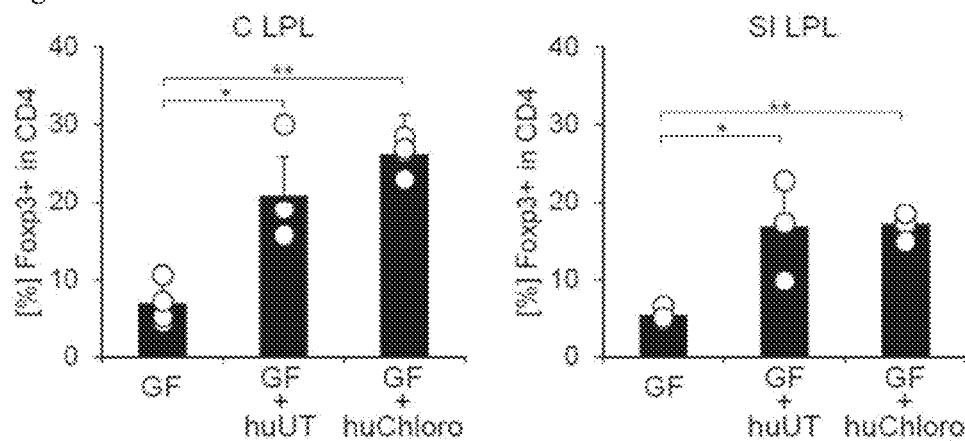 C LPL
[%] Foxp3+ in CD4
40
30
20
10
0
**
*
GF
GF
+
huUT
GF
+
huChloro
SI LPL
[%] Foxp3+ in CD4
40
30
20
10
0
**
*
GF
GF
+
huUT
GF
+
huChloro